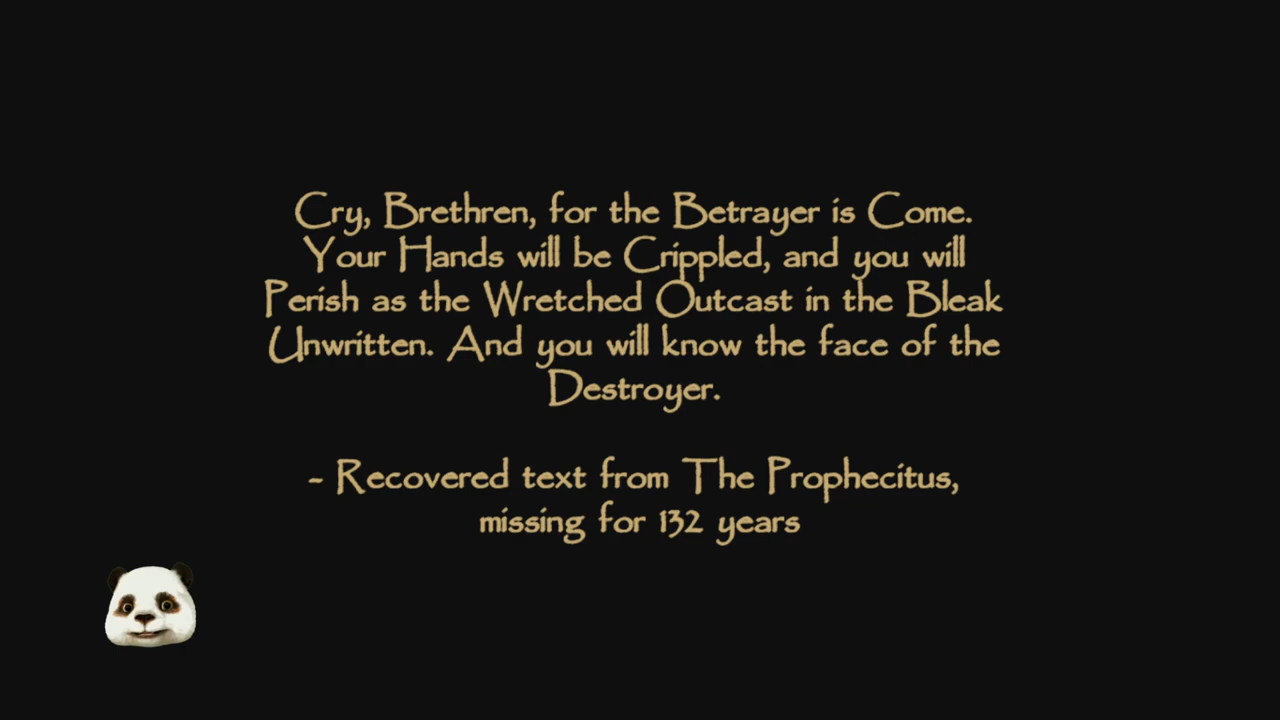 Cry, Brethren, for the Betrayer is Come.
Your Hands will be Crippled, and you will
Perish as the Wretched Outcast in the Bleak
Unwritten. And you will know the face of the
Destroyer.
- Recovered text from The Prophecitus,
missing for 132 years